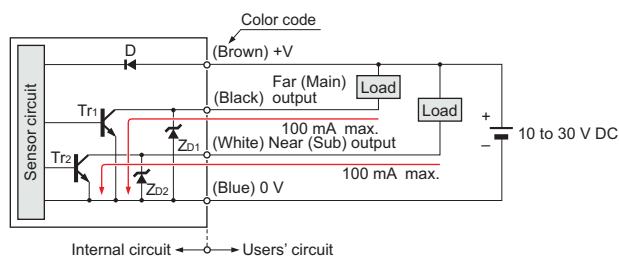 Color code
D
(Brown) +V
Far (Main)
output
Load
(Black)
Load
Tr1
100 mA max.
ZD1
+
10 to 30 V DC
−
Sensor circuit
(White) Near (Sub) output
Tr2
100 mA max.
ZD2
(Blue) 0 V
Internal circuit
Users' circuit